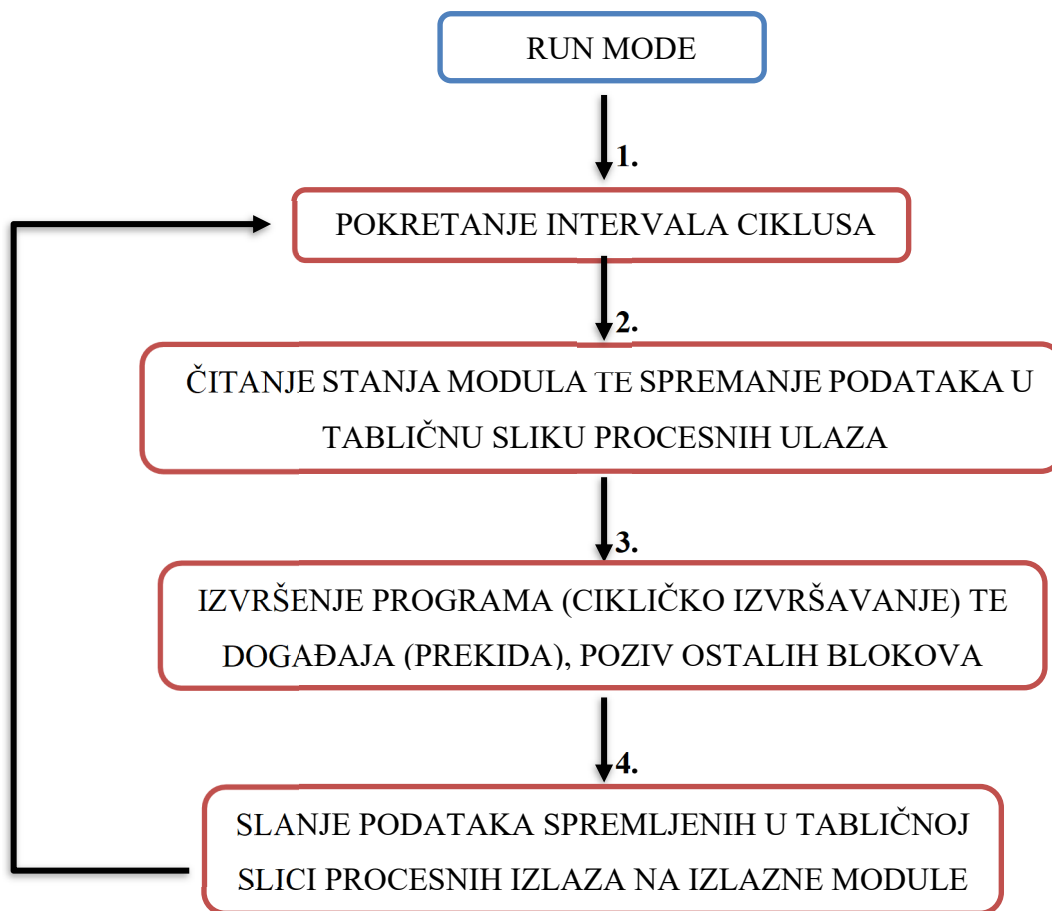 RUN MODE
1.
POKRETANJE INTERVALA CIKLUSA
2.
ČITANJE STANJA MODULA TE SPREMANJE PODATAKA U
TABLIČNU SLIKU PROCESNIH ULAZA
3.
IZVRŠENJE PROGRAMA (CIKLIČKO IZVRŠAVANJE) TE
DOGAĐAJA (PREKIDA), POZIV OSTALIH BLOKOVA
4.
SLANJE PODATAKA SPREMLJENIH U TABLIČNOJ
SLICI PROCESNIH IZLAZA NA IZLAZNE MODULE